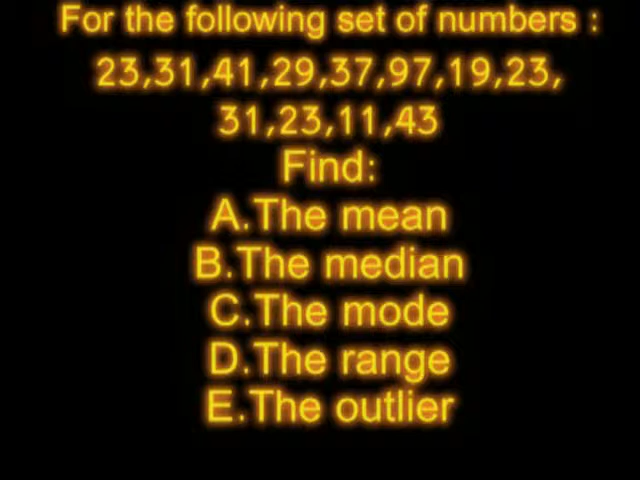 For the following set of numbers :
23,31,41,29,37,97,19,23,
31,23,11,43
Find:
A.The mean
B.The median
C.The mode
D.The range
E.The outlier